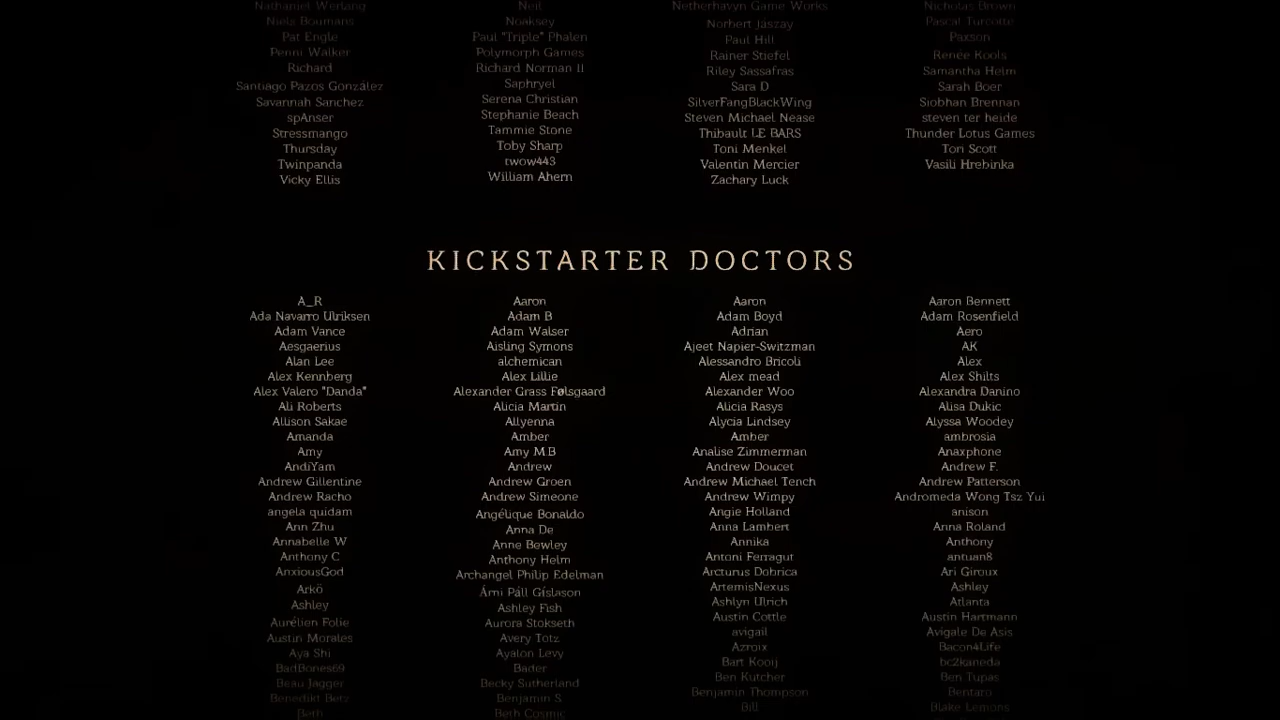 Nathaniel Werlang Neil Netherhavyn Game Works Nicholas Brown
Niels Boumans Noaksey Norbert Jaszay Pascal Turcotte
Pat Engle Paul "Triple" Phalen Paul Hill Paxson
Penni Walker Polymorph Games Rainer Stiefel Renée Kools
Richard Richard Norman II Riley Sassafras Samantha Helm
Santiago Pazos González Saphryel Sara D Sarah Boer
Savannah Sanchez Serena Christian SilverFangBlackWing Siobhan Brennan
spAnser Stephanie Beach Steven Michael Nease steven ter heide
Stressmango Tammie Stone Thibault LE BARS Thunder Lotus Games
Thursday Toby Sharp Toni Menkel Tori Scott
Twinpanda twow443 Valentin Mercier Vasili Hrebinka
Vicky Ellis William Ahern Zachary Luck
KICKSTARTER DOCTORS
A_R Aaron Aaron Aaron Bennett
Ada Navarro Ulriksen Adam B Adam Boyd Adam Rosenfield
Adam Vance Adam Walser Adrian Aero
Aesgaerius Aisling Symons Ajeet Napier-Switzman AK
Alan Lee alchemican Alessandro Bricoli Alex
Alex Kennberg Alex Lillie Alex mead Alex Shilts
Alex Valero "Danda" Alexander Grass Følsgaard Alexander Woo Alexandra Danino
Ali Roberts Alicia Martin Alicia Rasys Alisa Dukic
Allison Sakae Allyenna Alycia Lindsey Alyssa Woodey
Amanda Amber Amber ambrosia
Amy Amy M.B Analise Zimmerman Anaxphone
AndiYam Andrew Andrew Doucet Andrew F.
Andrew Gillentine Andrew Groen Andrew Michael Tench Andrew Patterson
Andrew Racho Andrew Simeone Andrew Wimpy Andromeda Wong Tsz Yui
angela quidam Angélique Bonaldo Angie Holland anison
Ann Zhu Anna De Anna Lambert Anna Roland
Annabelle W Anne Bewley Annika Anthony
Anthony C Anthony Helm Antoni Ferragut antuan8
AnxiousGod Archangel Philip Edelman Arcturus Dobrica Ari Giroux
Arkö Árni Páll Gíslason ArtemisNexus Ashley
Ashley Ashley Fish Ashlyn Ulrich Atlanta
Aurélien Folie Aurora Stokseth Austin Cottle Austin Hartmann
Austin Morales Avery Totz avigail Avigale De Asis
Aya Shi Ayalon Levy Azroix Bacon4Life
BadBones69 Bader Bart Kooij bc2kaneda
Beau Jagger Becky Sutherland Ben Kutcher Ben Tupas
Benedikt Betz Benjamin S Benjamin Thompson Bentaro
Beth Beth Cosmic Bill Blake Lemons